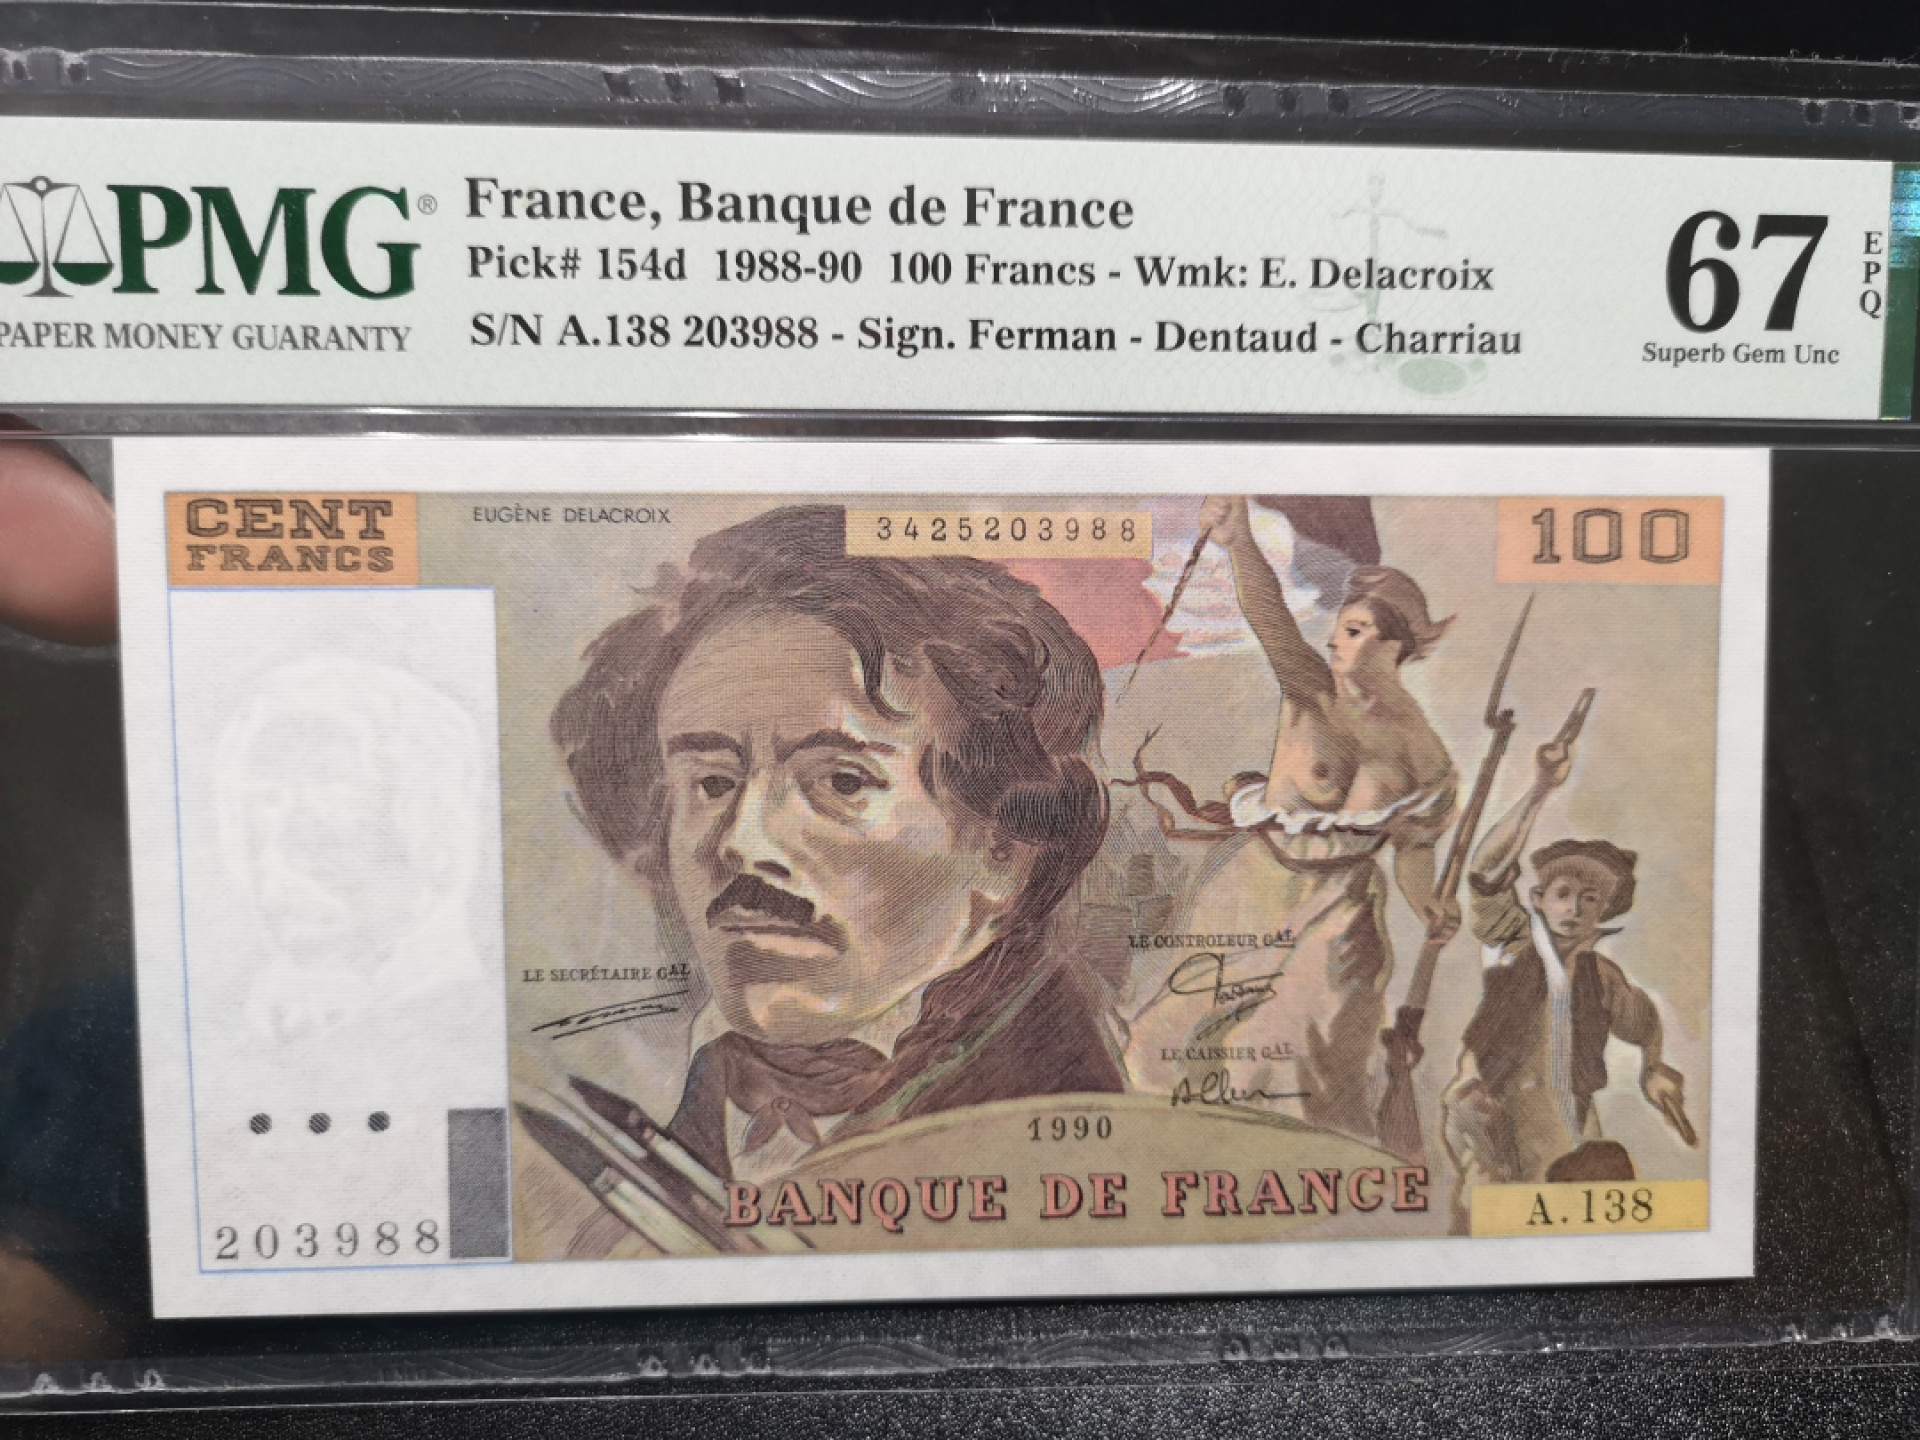 PMG®
PAPER MONEY GUARANTY
France, Banque de France
Pick# 154d 1988-90 100 Francs - Wmk: E. Delacroix
S/N A.138 203988 - Sign. Ferman - Dentaud - Charriau
67
EPQ
Superb Gem Unc
CENT
FRANCS
EUGÈNE DELACROIX
3425203988
100
LE SECRÉTAIRE GAL
LE CONTROLEUR GAL
LE CAISSIER GAL
1990
BANQUE DE FRANCE
A.138
203988